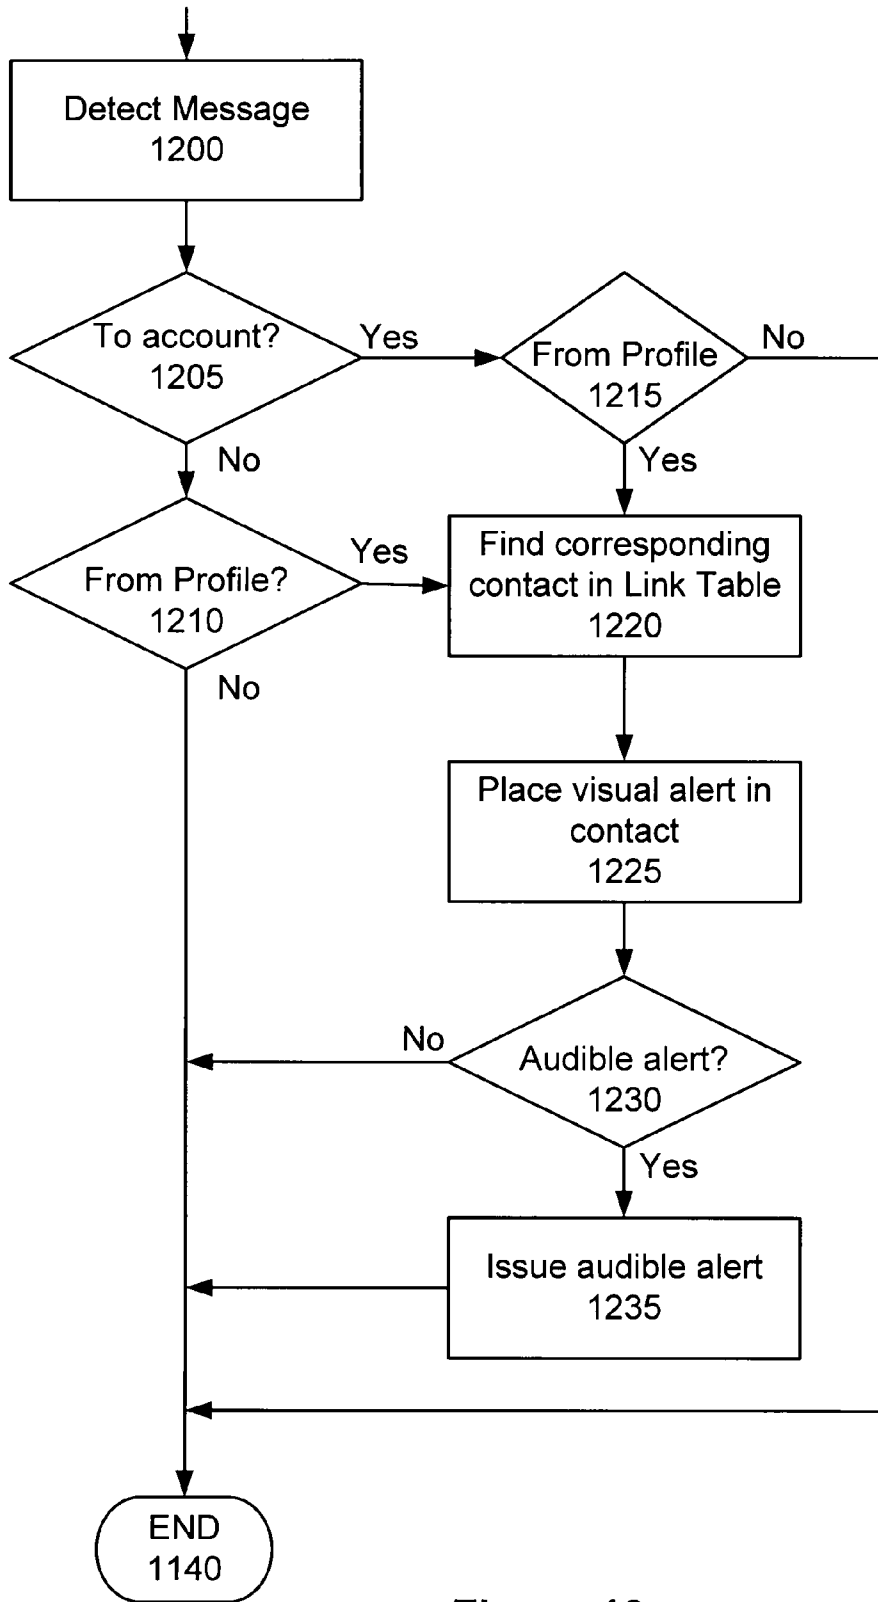 Detect Message
1200
To account?
1205
Yes
From Profile
1215
No
No
Yes
From Profile?
1210
Yes
Find corresponding
contact in Link Table
1220
No
Place visual alert in
contact
1225
No
Audible alert?
1230
Yes
Issue audible alert
1235
END
1140